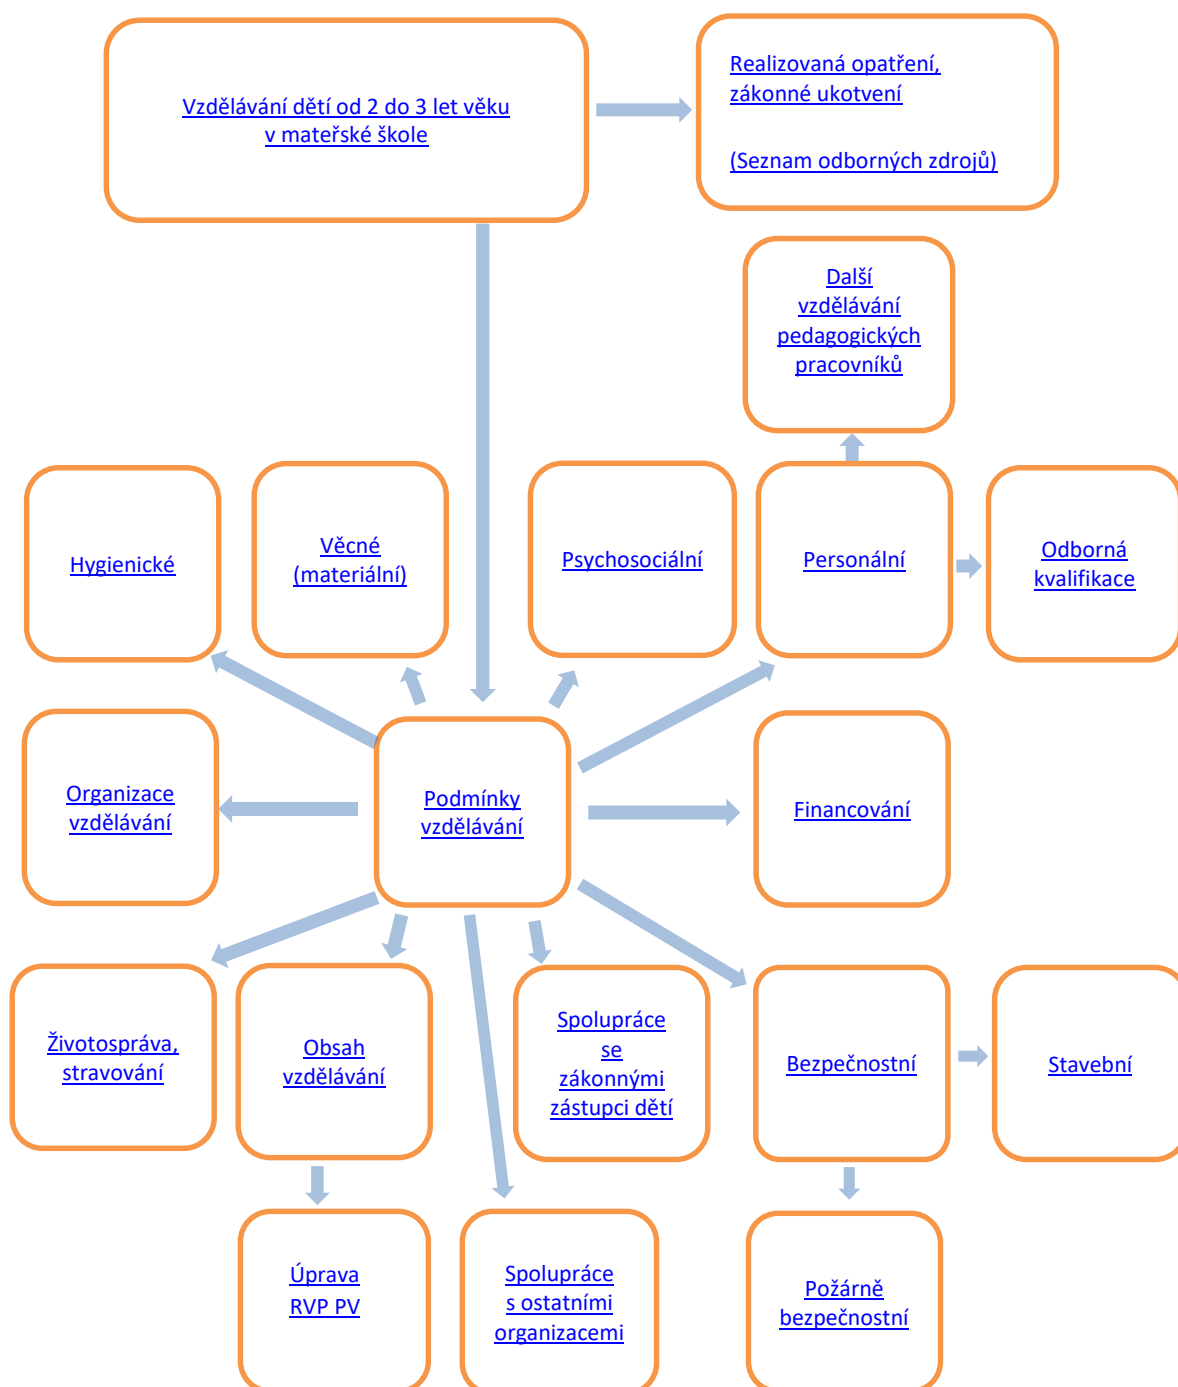 Vzdělávání dětí od 2 do 3 let věku
v mateřské škole
Realizovaná opatření,
zákonné ukotvení
(Seznam odborných zdrojů)
Další
vzdělávání
pedagogických
pracovníků
Hygienické
Věcné
(materiální)
Psychosociální
Personální
Odborná
kvalifikace
Organizace
vzdělávání
Podmínky
vzdělávání
Financování
Životospráva,
stravování
Obsah
vzdělávání
Spolupráce
se
zákonnými
zástupci dětí
Bezpečnostní
Stavební
Úprava
RVP PV
Spolupráce
s ostatními
organizacemi
Požárně
bezpečnostní